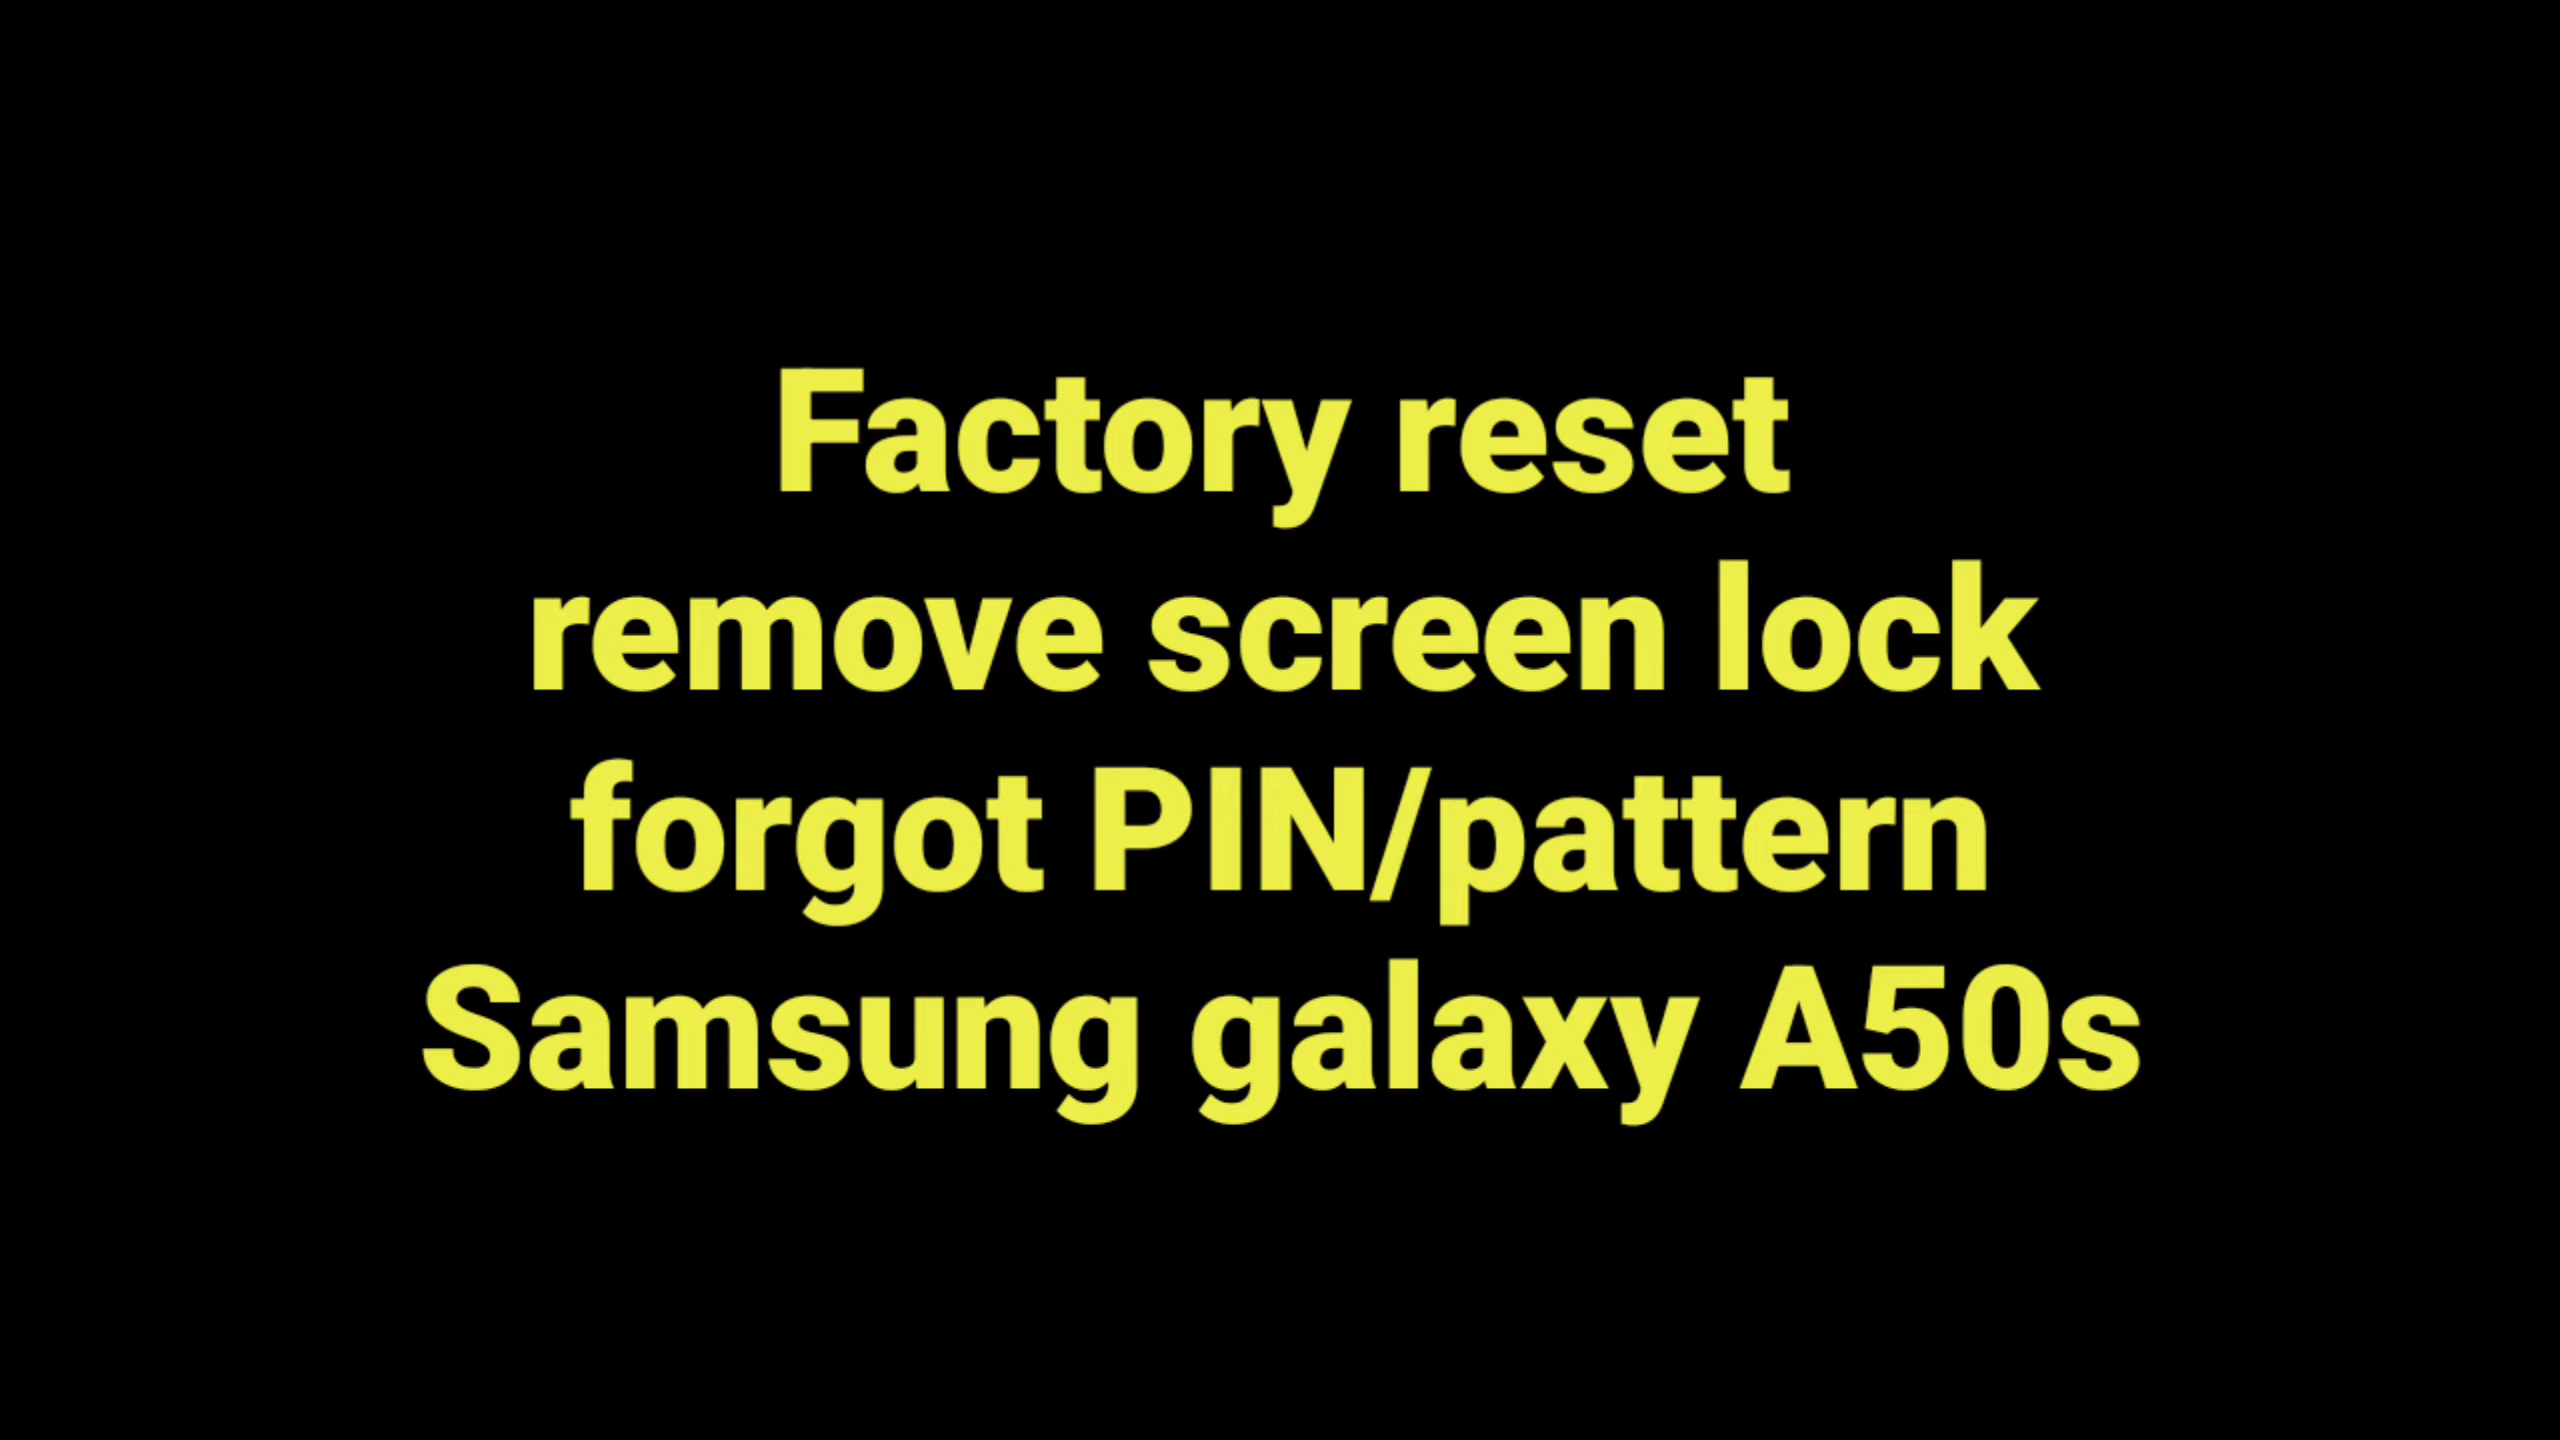 Factory reset
remove screen lock
forgot PIN/pattern
Samsung galaxy A50s